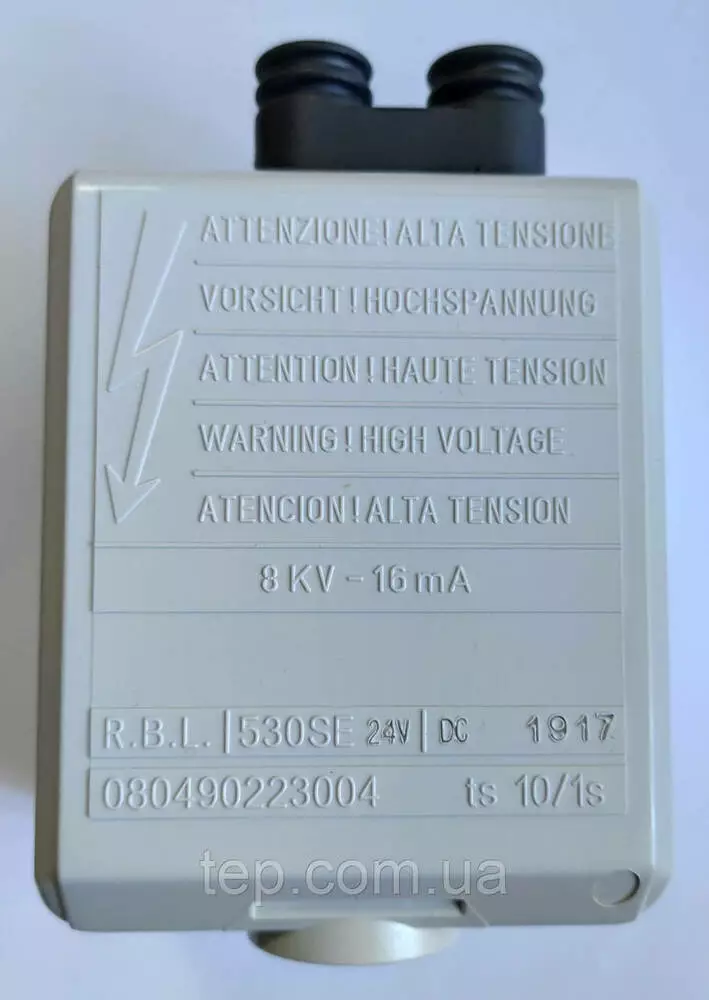 ATTENZIONE!ALTA TENSIONE
VORSICHT!HOCHSPANNUNG
ATTENTION!HAUTE TENSION
WARNING!HIGH VOLTAGE
ATENCION!ALTA TENSION
8 KV - 16 mA
R.B.L. 530SE 24V DC 1917
080490223004 ts 10/1s
tep.com.ua